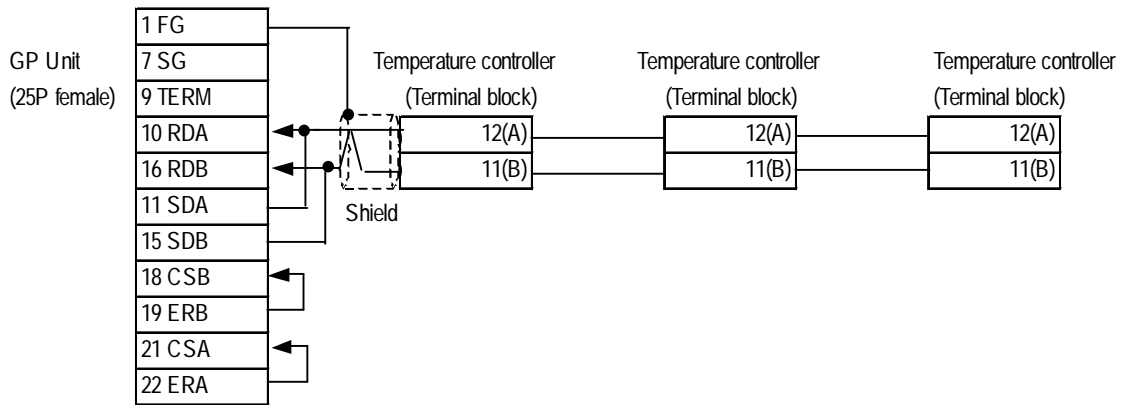 1 FG
GP Unit
7 SG
Temperature controller
Temperature controller
Temperature controller
(25P female)
9 TERM
(Terminal block)
(Terminal block)
(Terminal block)
10 RDA
12(A)
12(A)
12(A)
16 RDB
11(B)
11(B)
11(B)
11 SDA
Shield
15 SDB
18 CSB
19 ERB
21 CSA
22 ERA